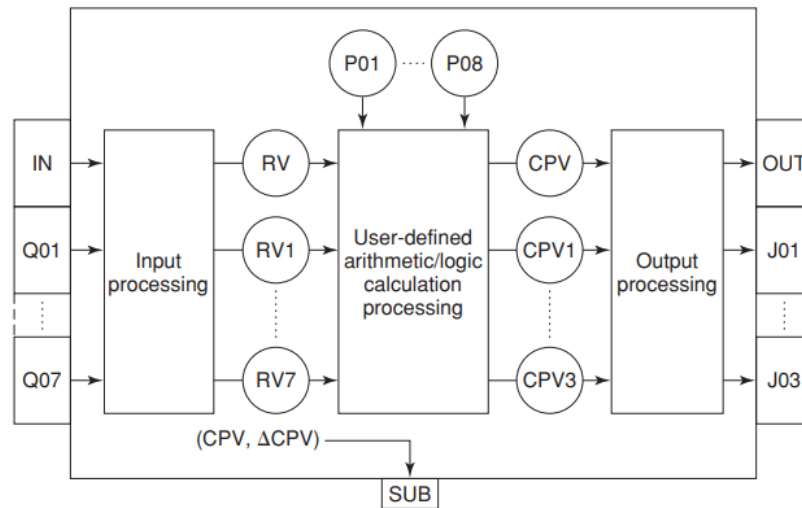 P01
P08
IN
RV
CPV
OUT
Q01
RV1
CPV1
J01
Input
processing
User-defined
arithmetic/logic
calculation
processing
Output
processing
Q07
RV7
CPV3
J03
(CPV, ΔCPV)
SUB